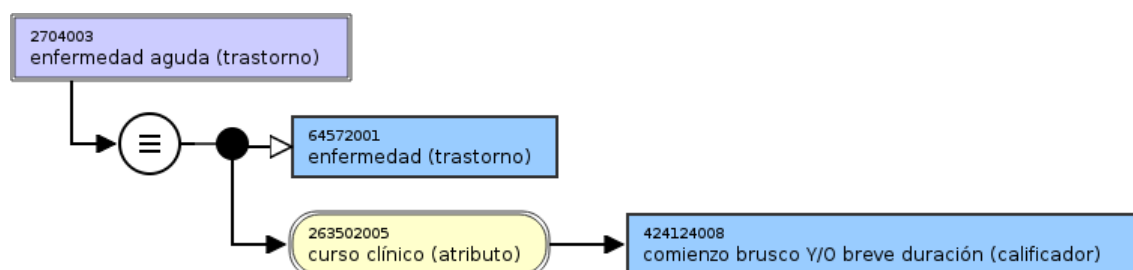 2704003
enfermedad aguda (trastorno)
64572001
enfermedad (trastorno)
263502005
curso clínico (atributo)
424124008
comienzo brusco Y/O breve duración (calificador)